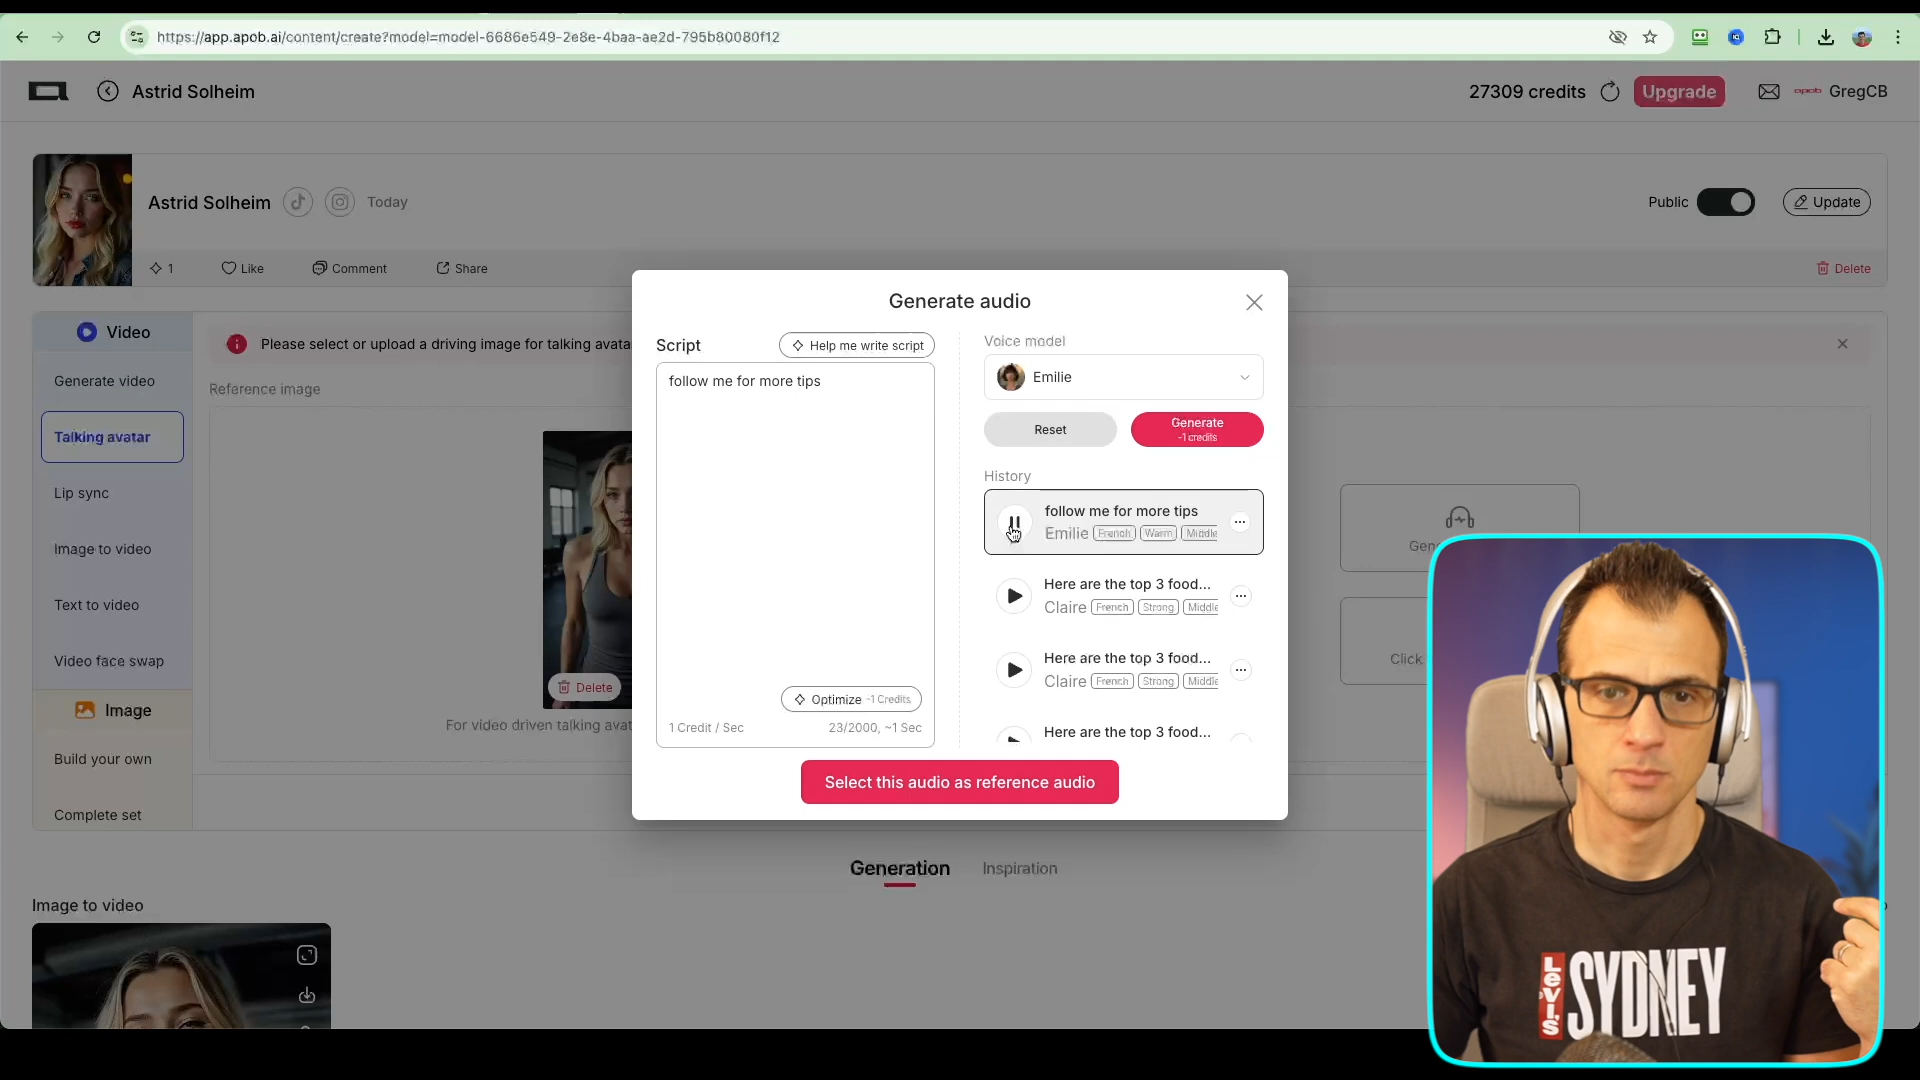 https://app.apob.ai/content/create?model=model-6686e549-2e8e-4baa-ae2d-795b80080f12
Astrid Solheim
27309 credits
Upgrade
apob
GregCB
Astrid Solheim
Today
Public
Update
1
Like
Comment
Share
Delete
Video
Please select or upload a driving image for talking avata
Generate video
Reference image
Talking avatar
Lip sync
Image to video
Text to video
Video face swap
Image
Build your own
Complete set
Delete
For video driven talking avat
Gen
Click
Generate audio
Script
Help me write script
follow me for more tips
Optimize -1 Credits
1 Credit / Sec
23/2000, ~1 Sec
Voice model
Emilie
Reset
Generate
-1 credits
History
follow me for more tips
Emilie French Warm Middle
Here are the top 3 food...
Claire French Strong Middle
Here are the top 3 food...
Claire French Strong Middle
Here are the top 3 food...
Select this audio as reference audio
Generation
Inspiration
Image to video
LEVI'S
SYDNEY